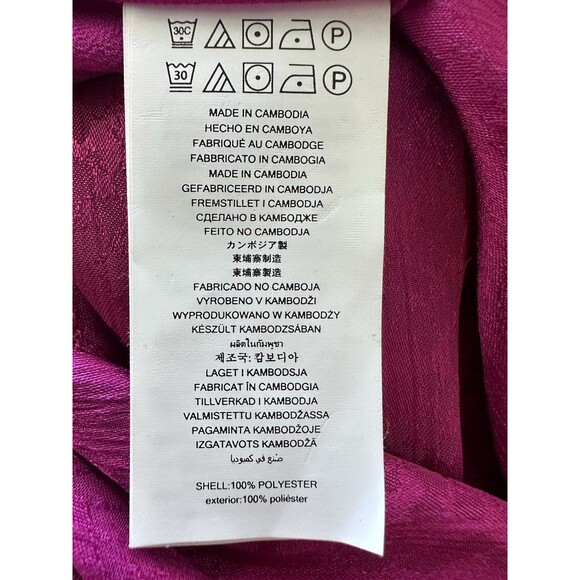 30C P
30 P
MADE IN CAMBODIA
HECHO EN CAMBOYA
FABRIQUÉ AU CAMBODGE
FABBRICATO IN CAMBOGIA
MADE IN CAMBODIA
GEFABRICEERD IN CAMBODJA
FREMSTILLET I CAMBODJA
СДЕЛАНО В КАМБОДЖЕ
FEITO NO CAMBODJA
カンボジア製
柬埔寨制造
柬埔寨製造
FABRICADO NO CAMBOJA
VYROBENO V KAMBODŽI
WYPRODUKOWANO W KAMBODŻY
KÉSZÜLT KAMBODZSÁBAN
ผลิตในกัมพูชา
제조국: 캄보디아
LAGET I KAMBODSJA
FABRICAT ÎN CAMBODGIA
TILLVERKAD I KAMBODJA
VALMISTETTU KAMBODŽASSA
PAGAMINTA KAMBODŽOJE
IZGATAVOTS KAMBODŽĀ
صنع في كمبوديا
SHELL:100% POLYESTER
exterior:100% poliéster